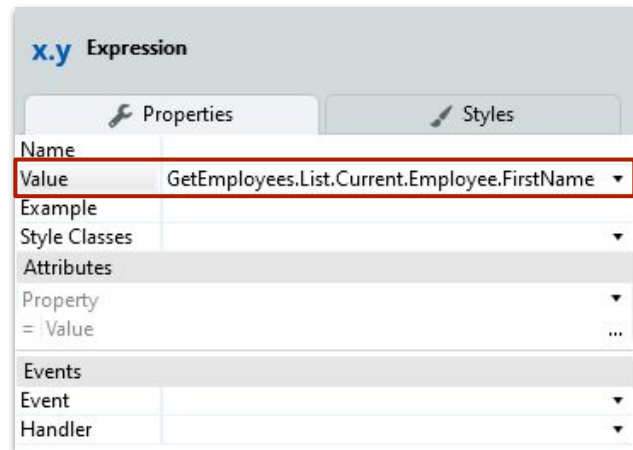 x.y Expression
Properties Styles
Name
Value GetEmployees.List.Current.Employee.FirstName
Example
Style Classes
Attributes
Property
= Value ...
Events
Event
Handler